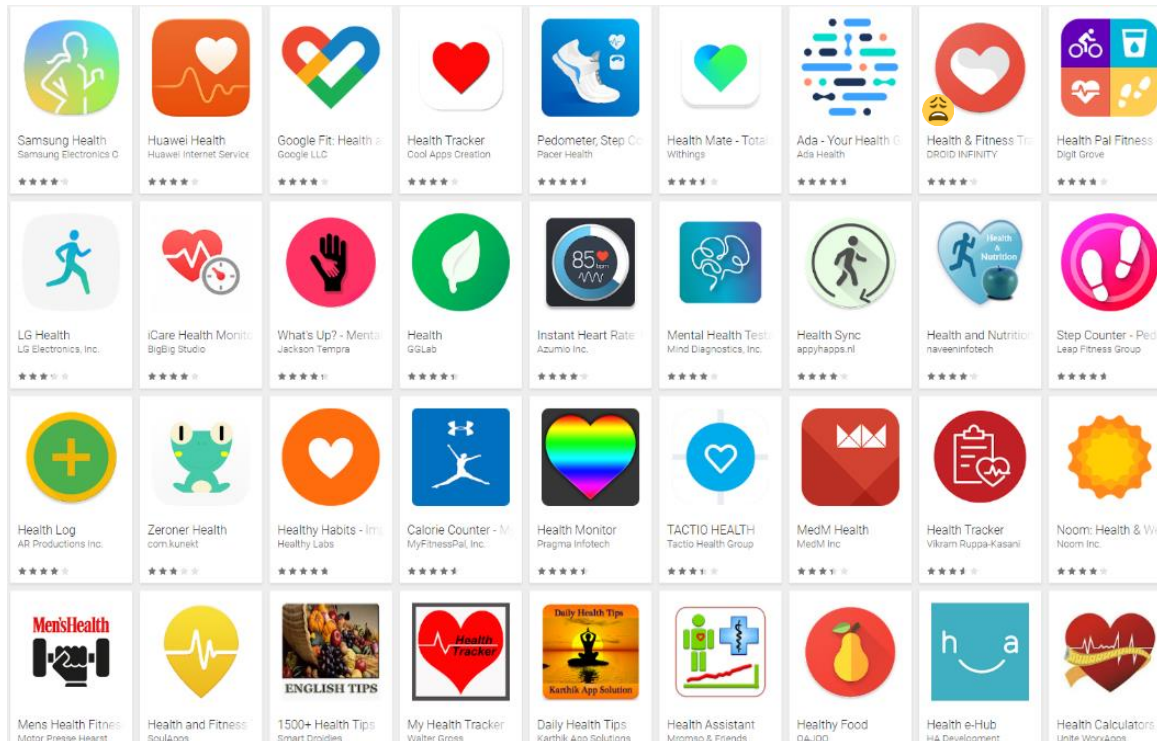 Samsung Health
Samsung Electronics C
Huawei Health
Huawei Internet Service
Google Fit: Health a
Google LLC
Health Tracker
Cool Apps Creation
Pedometer, Step Co
Pacer Health
Health Mate - Total
Withings
Ada - Your Health G
Ada Health
Health & Fitness Tra
DROID INFINITY
Health Pal Fitness
Digit Grove
LG Health
LG Electronics, Inc.
iCare Health Monito
BigBig Studio
What's Up? - Mental
Jackson Tempra
Health
GGLab
85
bpm
Instant Heart Rate
Azumio Inc.
Mental Health Tests
Mind Diagnostics, Inc.
Health Sync
appyhapps.nl
Health
&
Nutrition
Health and Nutrition
naveeninfotech
Step Counter - Ped
Leap Fitness Group
Health Log
AR Productions Inc.
Zeroner Health
com.kunekt
Healthy Habits - Im
Healthy Labs
Calorie Counter - M
MyFitnessPal, Inc.
Health Monitor
Pragma Infotech
TACTIO HEALTH
Tactio Health Group
MedM Health
MedM Inc
Health Tracker
Vikram Ruppa-Kasani
Noom: Health & We
Noom Inc.
Men'sHealth
Mens Health Fitnes
Motor Presse Hearst
Health and Fitness
SoulApps
ENGLISH TIPS
1500+ Health Tips
Smart Droidies
Health
Tracker
My Health Tracker
Walter Gross
Daily Health Tips
Karthik App Solution
Daily Health Tips
Karthik App Solutions
Health Assistant
Mromso & Friends
Healthy Food
OAJOO
h a
Health e-Hub
HA Development
Health Calculators
Unite WorxApps